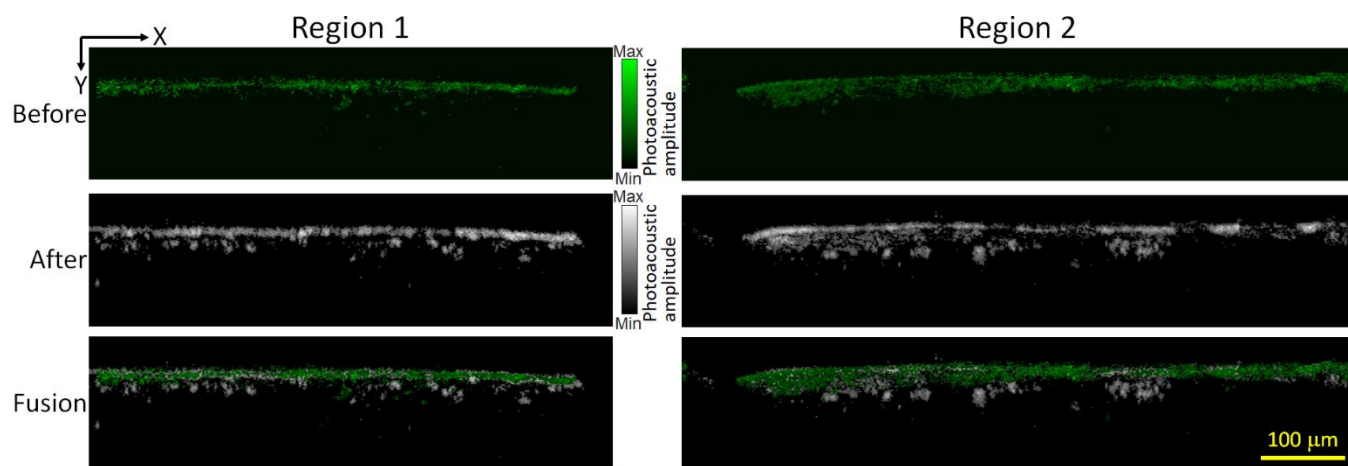 Region 1
Region 2
X
Y
Before
Max
Photoacoustic
amplitude
Min
After
Max
Photoacoustic
amplitude
Min
Fusion
100 μm